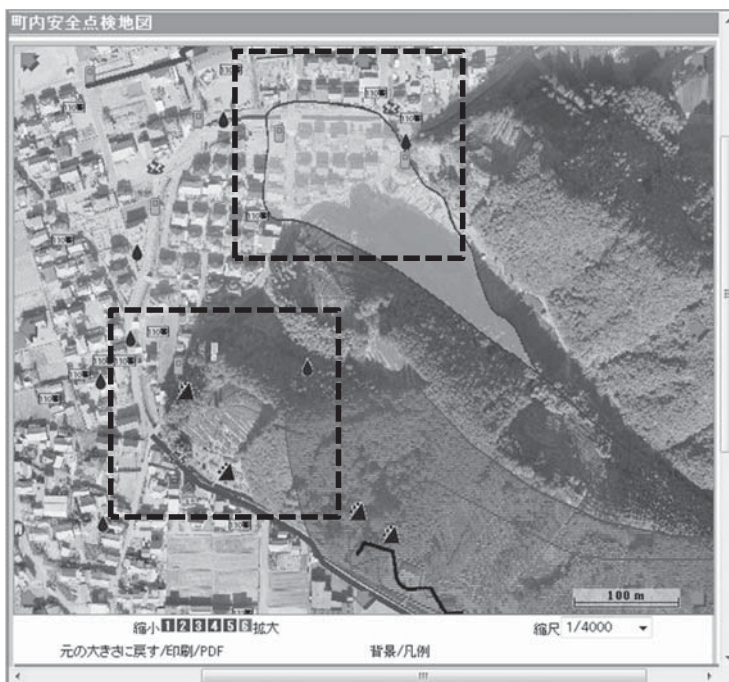 町内安全点検地図
100 m
縮小123456拡大
縮尺 1/4000
元の大きさに戻す/印刷/PDF
背景/凡例